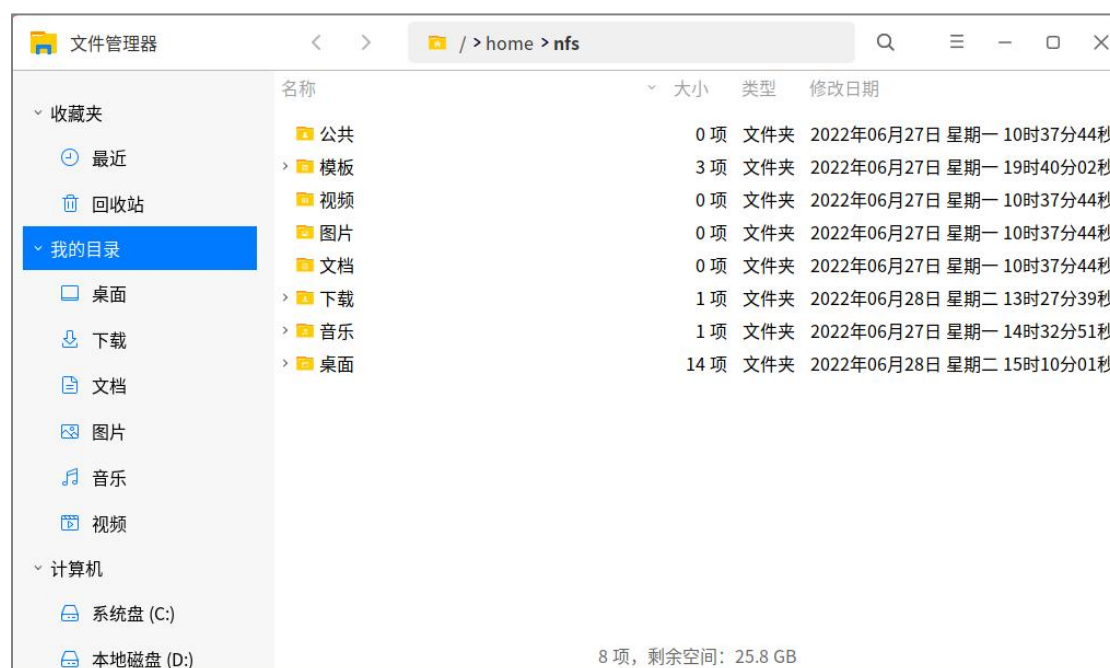 文件管理器 / > home > nfs
名称 大小 类型 修改日期
收藏夹
最近
回收站
我的目录
桌面
下载
文档
图片
音乐
视频
计算机
系统盘 (C:)
本地磁盘 (D:)
公共 0 项 文件夹 2022年06月27日 星期一 10时37分44秒
模板 3 项 文件夹 2022年06月27日 星期一 19时40分02秒
视频 0 项 文件夹 2022年06月27日 星期一 10时37分44秒
图片 0 项 文件夹 2022年06月27日 星期一 10时37分44秒
文档 0 项 文件夹 2022年06月27日 星期一 10时37分44秒
下载 1 项 文件夹 2022年06月28日 星期二 13时27分39秒
音乐 1 项 文件夹 2022年06月27日 星期一 14时32分51秒
桌面 14 项 文件夹 2022年06月28日 星期二 15时10分01秒
8 项，剩余空间：25.8 GB